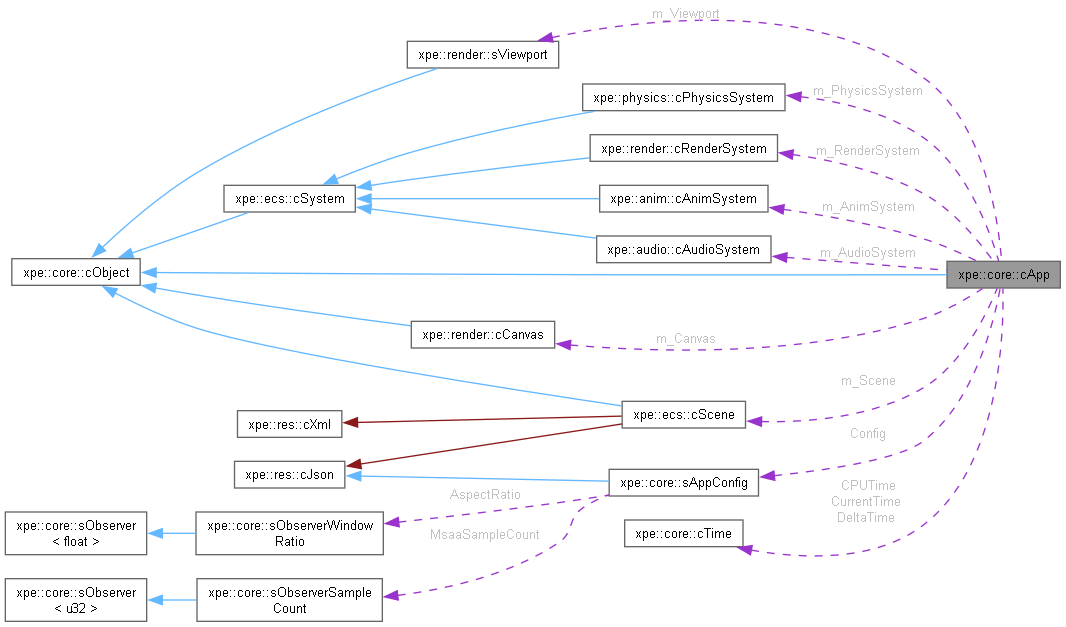 m_Viewport
xpe::render::sViewport
xpe::physics::cPhysicsSystem
m_PhysicsSystem
xpe::render::cRenderSystem
m_RenderSystem
xpe::ecs::cSystem
xpe::anim::cAnimSystem
m_AnimSystem
xpe::audio::cAudioSystem
m_AudioSystem
xpe::core::cObject
xpe::core::cApp
xpe::render::cCanvas
m_Canvas
m_Scene
xpe::ecs::cScene
xpe::res::cXml
Config
xpe::res::cJson
xpe::core::sAppConfig
CPUTime
CurrentTime
DeltaTime
AspectRatio
xpe::core::sObserver
< float >
xpe::core::sObserverWindow
Ratio
MsaaSampleCount
xpe::core::cTime
xpe::core::sObserver
< u32 >
xpe::core::sObserverSample
Count